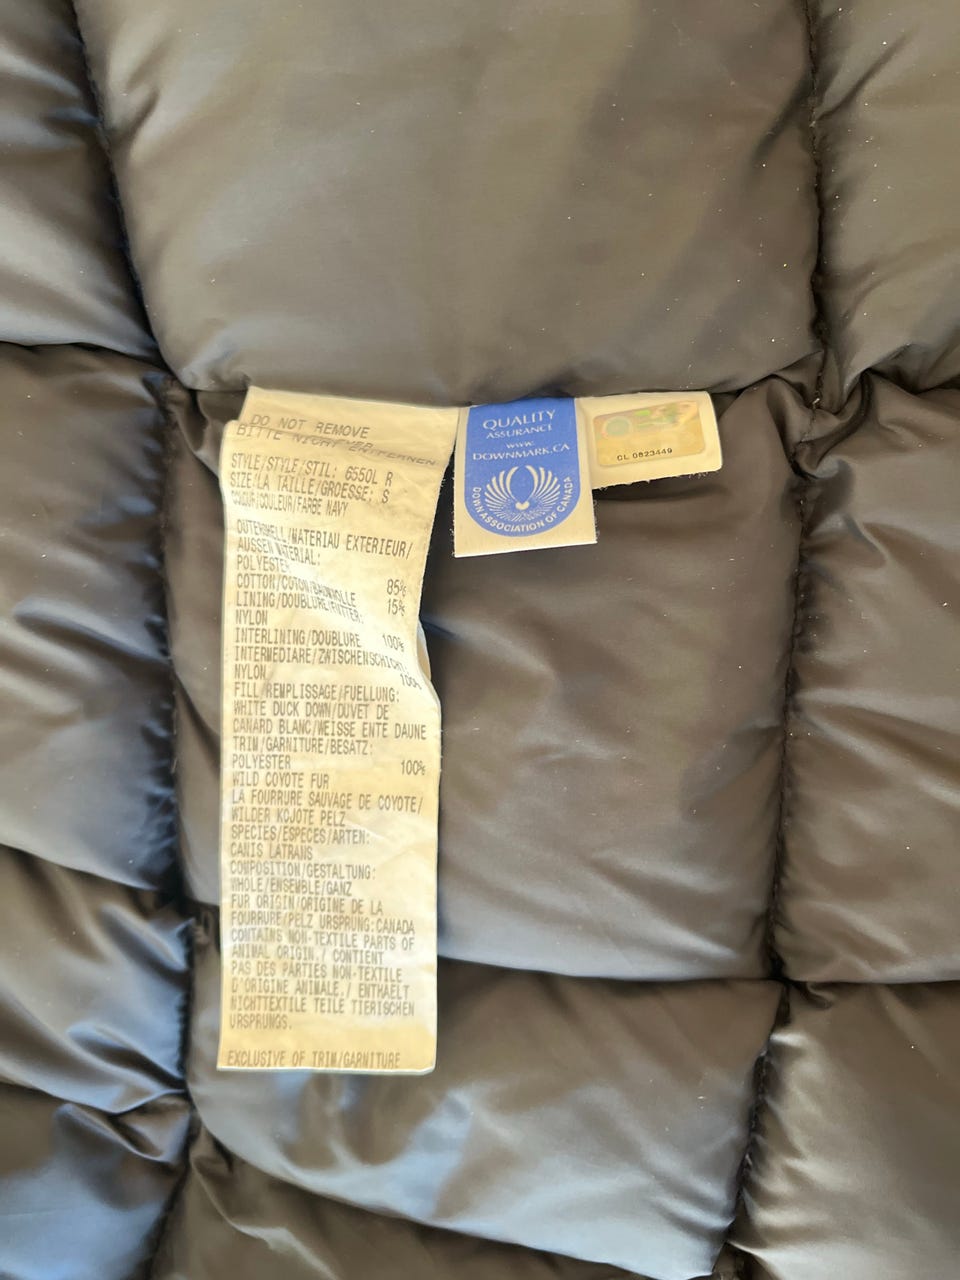 DO NOT REMOVE
BITTE NICHT ENTFERNEN
STYLE/STYLE/STIL: 6550L R
SIZE/LA TAILLE/GROESSE: S
COLOUR/COULEUR/FARBE NAVY
OUTERSHELL/MATERIAU EXTERIEUR/
AUSSEN MATERIAL:
POLYESTER 85%
COTTON/COTON/BAUMWOLLE 15%
LINING/DOUBLURE/FUTTER:
NYLON 100%
INTERLINING/DOUBLURE
INTERMEDIARE/ZWISCHENSCHICHT:
NYLON 100%
FILL/REMPLISSAGE/FUELLUNG:
WHITE DUCK DOWN/DUVET DE
CANARD BLANC/WEISSE ENTE DAUNE
TRIM/GARNITURE/BESATZ:
POLYESTER 100%
WILD COYOTE FUR
LA FOURRURE SAUVAGE DE COYOTE/
WILDER KOJOTE PELZ
SPECIES/ESPECES/ARTEN:
CANIS LATRANS
COMPOSITION/GESTALTUNG:
WHOLE/ENSEMBLE/GANZ
FUR ORIGIN/ORIGINE DE LA
FOURRURE/PELZ URSPRUNG:CANADA
CONTAINS NON-TEXTILE PARTS OF
ANIMAL ORIGIN./ CONTIENT
PAS DES PARTIES NON-TEXTILE
D'ORIGINE ANIMALE./ ENTHAELT
NICHTTEXTILE TEILE TIERISCHEN
URSPRUNGS.
EXCLUSIVE OF TRIM/GARNITURE
QUALITY
ASSURANCE
www.
DOWNMARK.CA
DOWN ASSOCIATION OF CANADA
CL 0823449